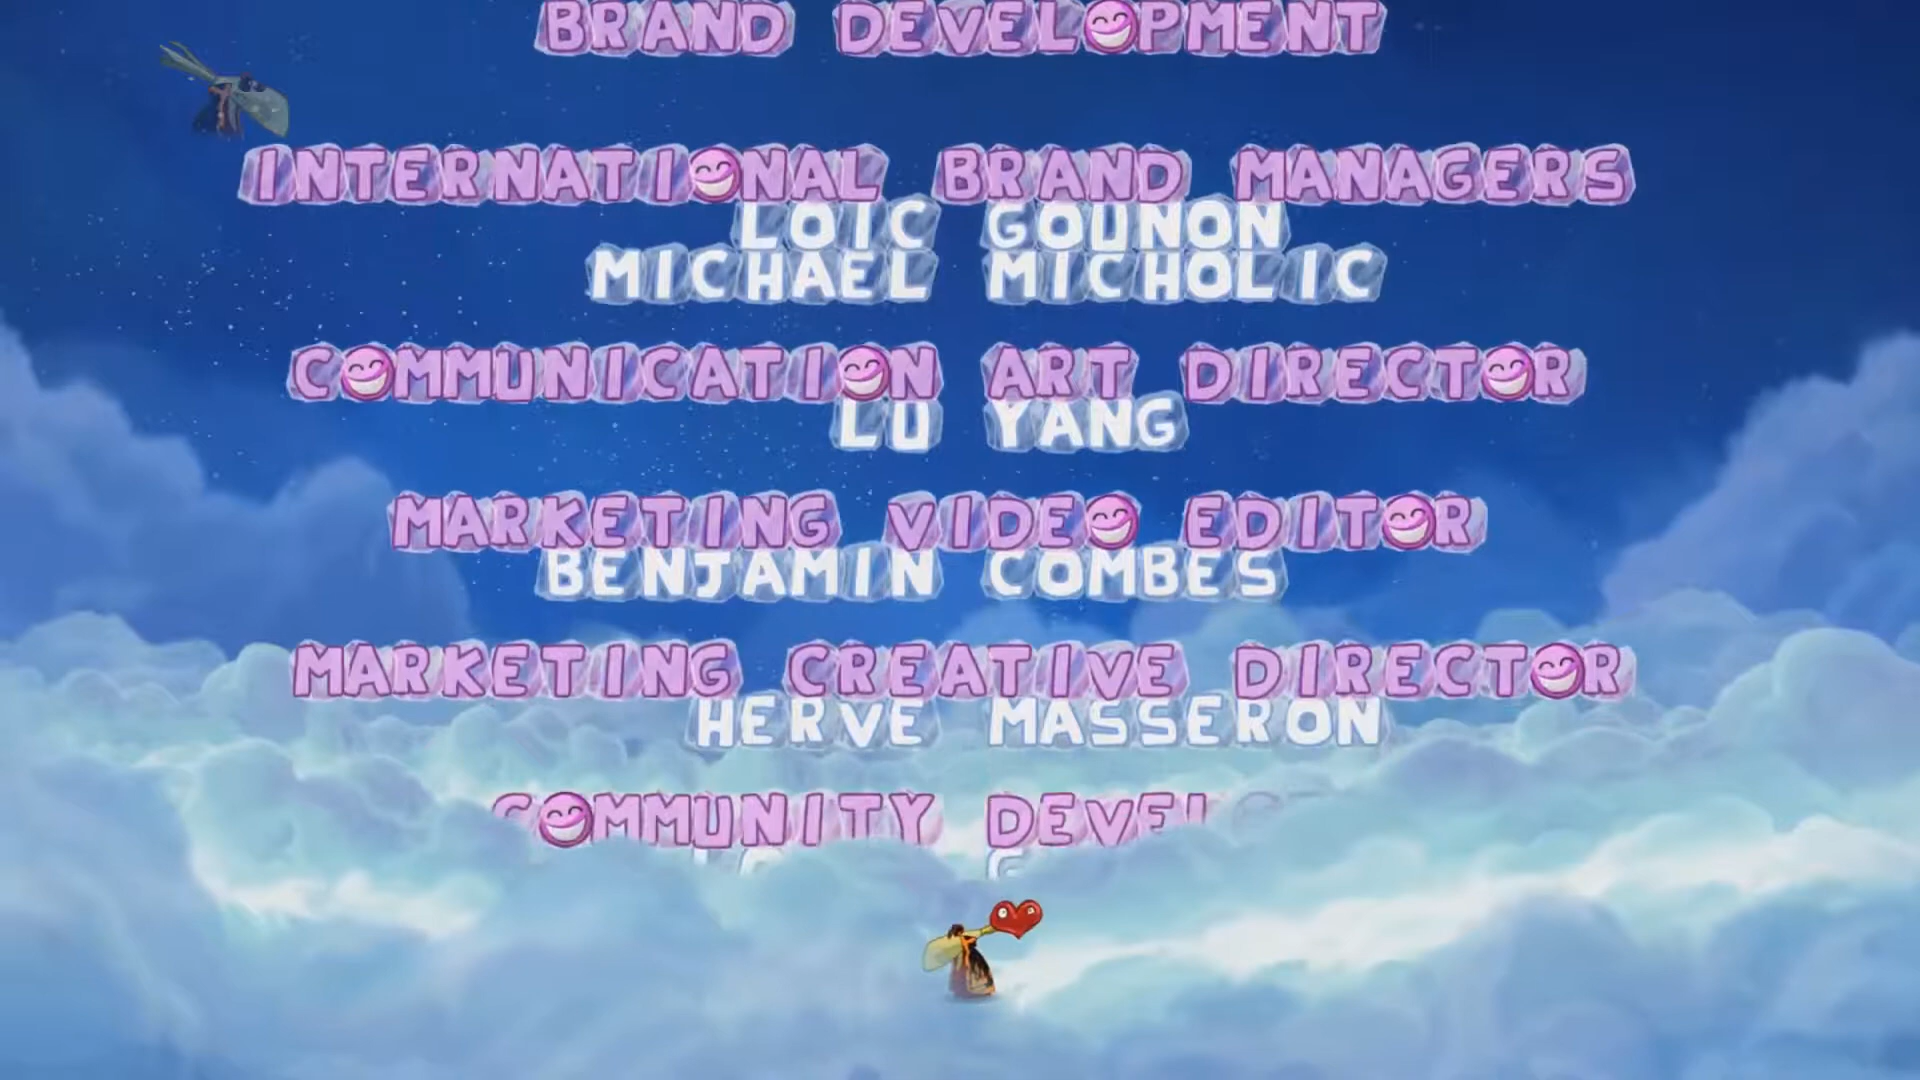 BRAND DEVELOPMENT
INTERNATIONAL BRAND MANAGERS
LOIC GOUNON
MICHAEL MICHOLIC
COMMUNICATION ART DIRECTOR
LU YANG
MARKETING VIDEO EDITOR
BENJAMIN COMBES
MARKETING CREATIVE DIRECTOR
HERVE MASSERON
COMMUNITY